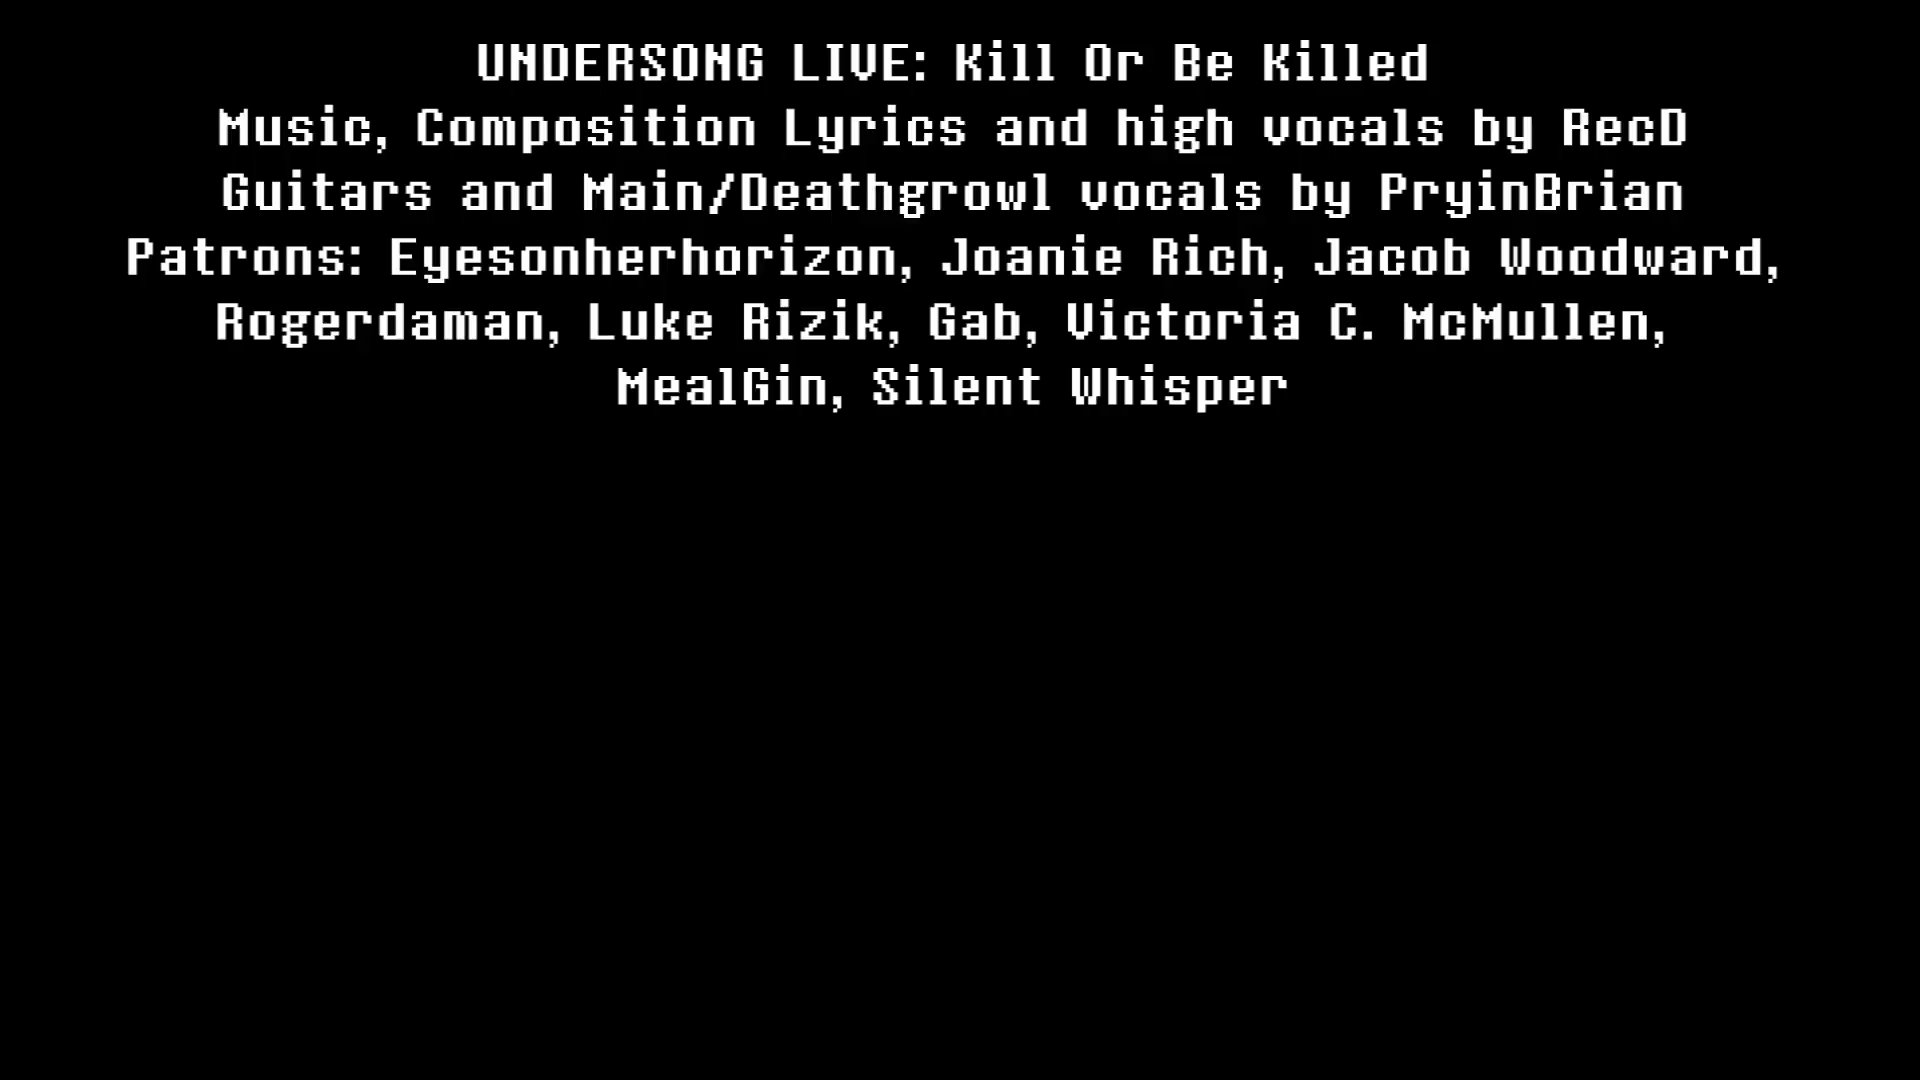 UNDERSONG LIVE: Kill Or Be Killed
Music, Composition Lyrics and high vocals by RecD
Guitars and Main/Deathgrowl vocals by PryinBrian
Patrons: Eyesonherhorizon, Joanie Rich, Jacob Woodward,
Rogerdaman, Luke Rizik, Gab, Victoria C. McMullen,
MealGin, Silent Whisper